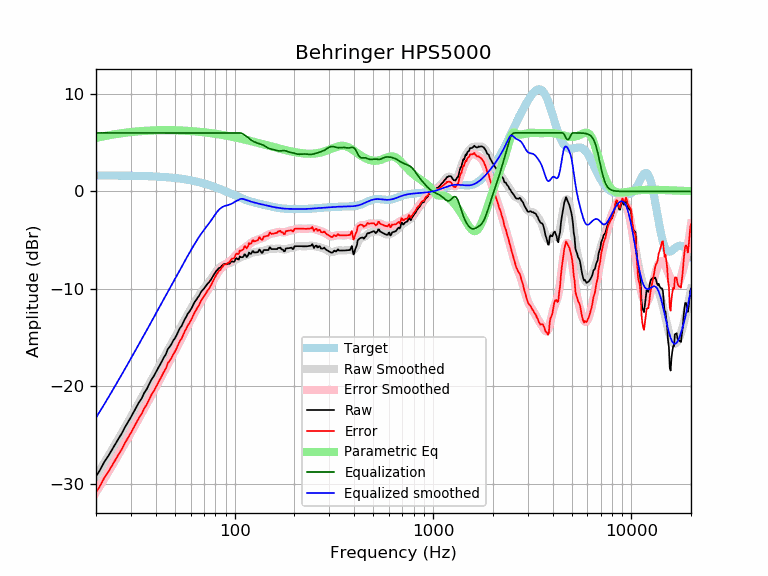 Behringer HPS5000
10
0
−10
−20
−30
Amplitude (dBr)
Target
Raw Smoothed
Error Smoothed
Raw
Error
Parametric Eq
Equalization
Equalized smoothed
100
1000
10000
Frequency (Hz)